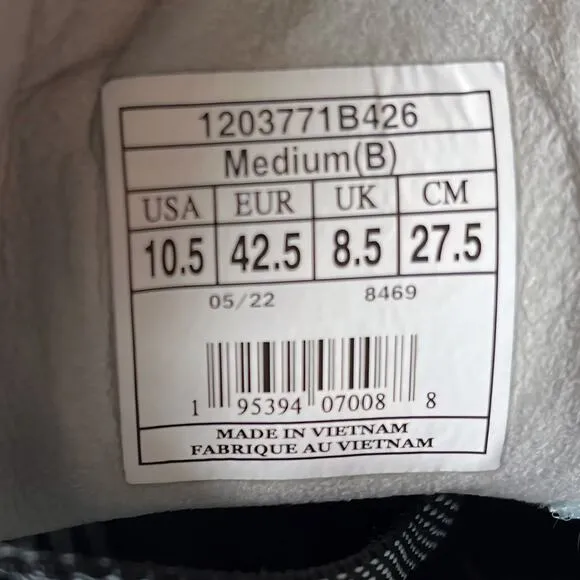 1203771B426
Medium(B)
USA EUR UK CM
10.5 42.5 8.5 27.5
05/22 8469
1 95394 07008 8
MADE IN VIETNAM
FABRIQUE AU VIETNAM